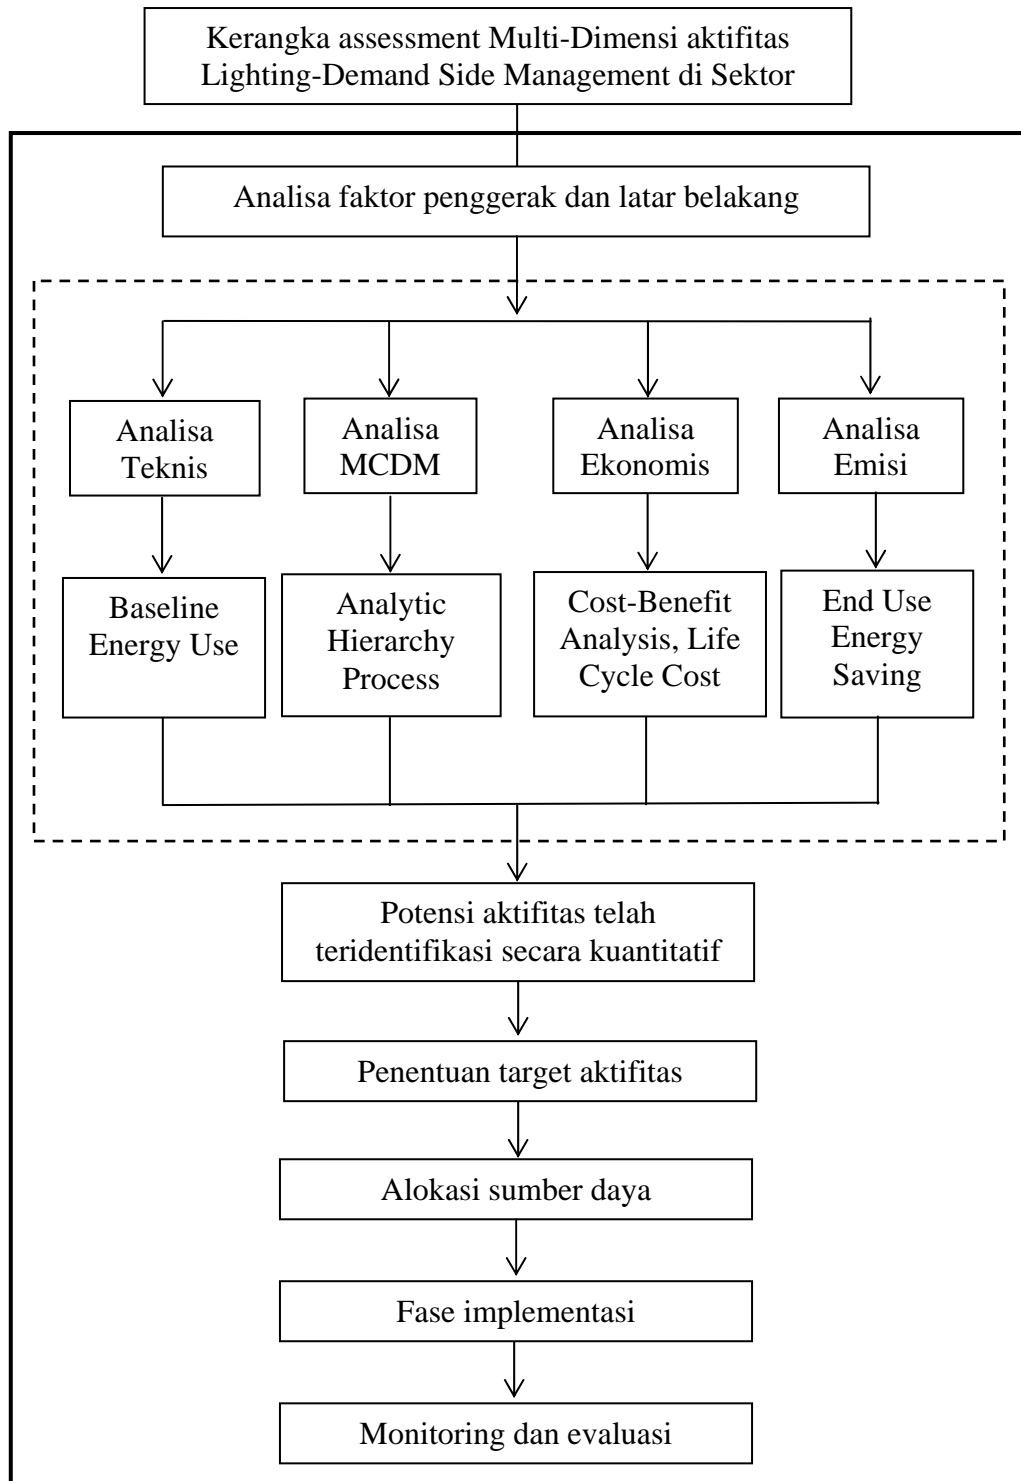 Kerangka assessment Multi-Dimensi aktifitas
Lighting-Demand Side Management di Sektor
Analisa faktor penggerak dan latar belakang
Analisa
Teknis
Analisa
MCDM
Analisa
Ekonomis
Analisa
Emisi
Baseline
Energy Use
Analytic
Hierarchy
Process
Cost-Benefit
Analysis, Life
Cycle Cost
End Use
Energy
Saving
Potensi aktifitas telah
teridentifikasi secara kuantitatif
Penentuan target aktifitas
Alokasi sumber daya
Fase implementasi
Monitoring dan evaluasi